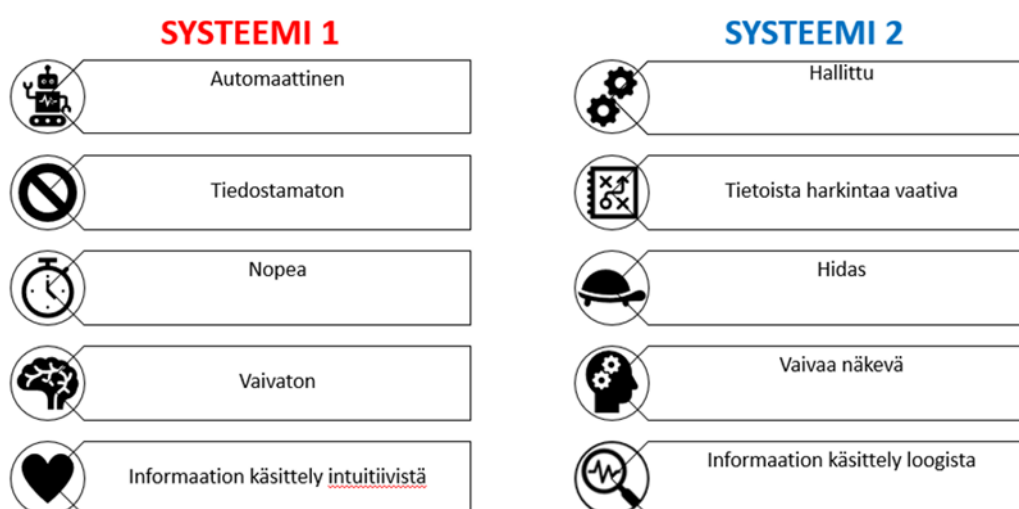 SYSTEEMI 1
Automaattinen
Tiedostamaton
Nopea
Vaivaton
Informaation käsittely intuitiivistä
SYSTEEMI 2
Hallittu
Tietoista harkintaa vaativa
Hidas
Vaivaa näkevä
Informaation käsittely loogista